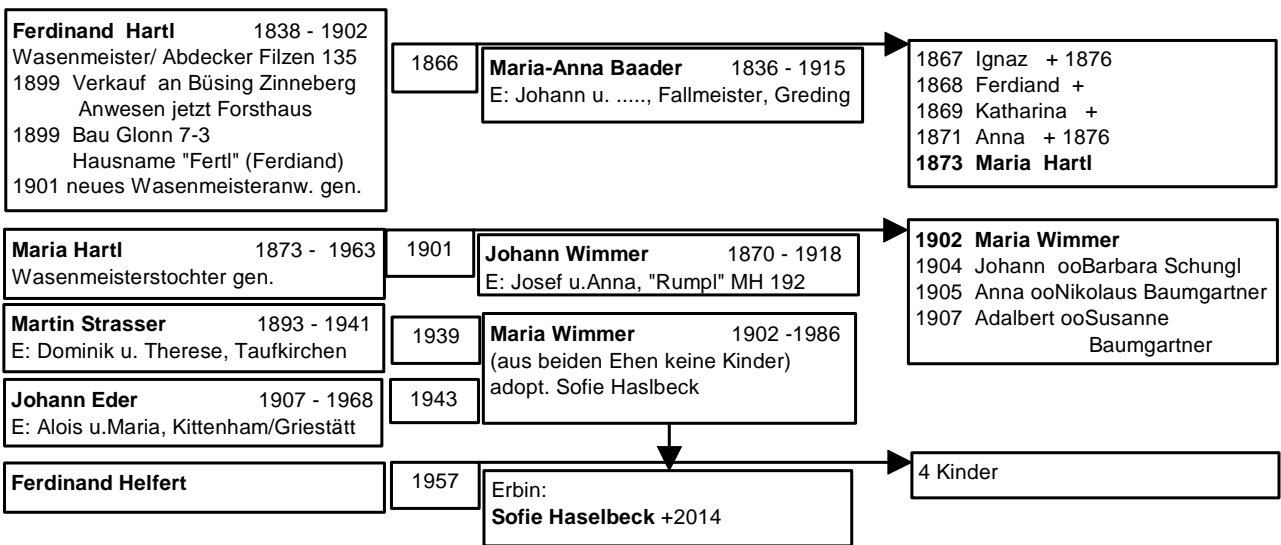 Ferdinand Hartl 1838 - 1902
Wasenmeister/ Abdecker Filzen 135
1899 Verkauf an Büsing Zinneberg
Anwesen jetzt Forsthaus
1899 Bau Glonn 7-3
Hausname "Fertl" (Ferdiand)
1901 neues Wasenmeisteranw. gen.
1866
Maria-Anna Baader 1836 - 1915
E: Johann u. ....., Fallmeister, Greding
1867 Ignaz + 1876
1868 Ferdiand +
1869 Katharina +
1871 Anna + 1876
1873 Maria Hartl
Maria Hartl 1873 - 1963
Wasenmeisterstochter gen.
1901
Johann Wimmer 1870 - 1918
E: Josef u.Anna, "Rumpl" MH 192
1902 Maria Wimmer
1904 Johann ooBarbara Schungl
1905 Anna ooNikolaus Baumgartner
1907 Adalbert ooSusanne
Baumgartner
Martin Strasser 1893 - 1941
E: Dominik u. Therese, Taufkirchen
1939
Maria Wimmer 1902 -1986
(aus beiden Ehen keine Kinder)
adopt. Sofie Haslbeck
Johann Eder 1907 - 1968
E: Alois u.Maria, Kittenham/Griestätt
1943
Ferdinand Helfert
1957
Erbin:
Sofie Haselbeck +2014
4 Kinder